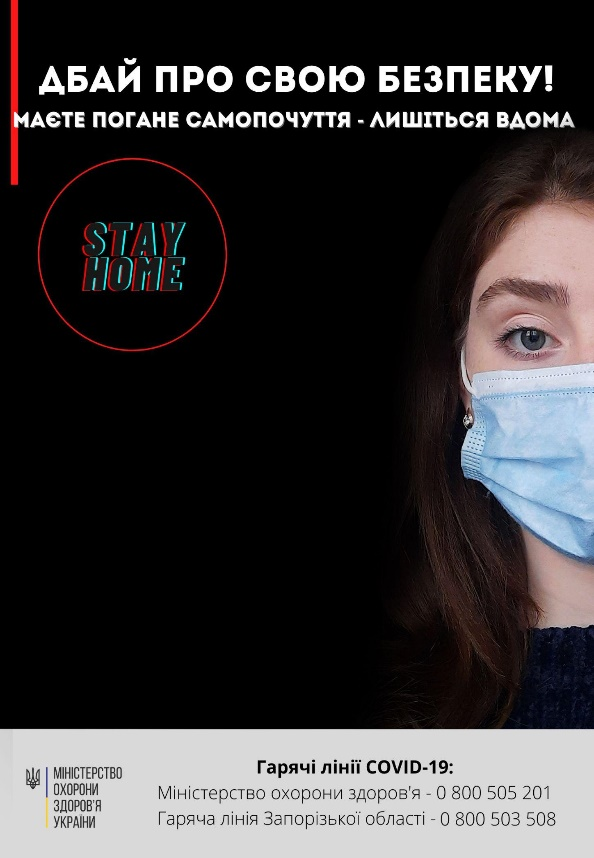 ДБАЙ ПРО СВОЮ БЕЗПЕКУ!
МАЄТЕ ПОГАНЕ САМОПОЧУТТЯ - ЛИШІТЬСЯ ВДОМА
STAY
HOME
МІНІСТЕРСТВО
ОХОРОНИ
ЗДОРОВ'Я
УКРАЇНИ
Гарячі лінії COVID-19:
Міністерство охорони здоров'я - 0 800 505 201
Гаряча лінія Запорізької області - 0 800 503 508